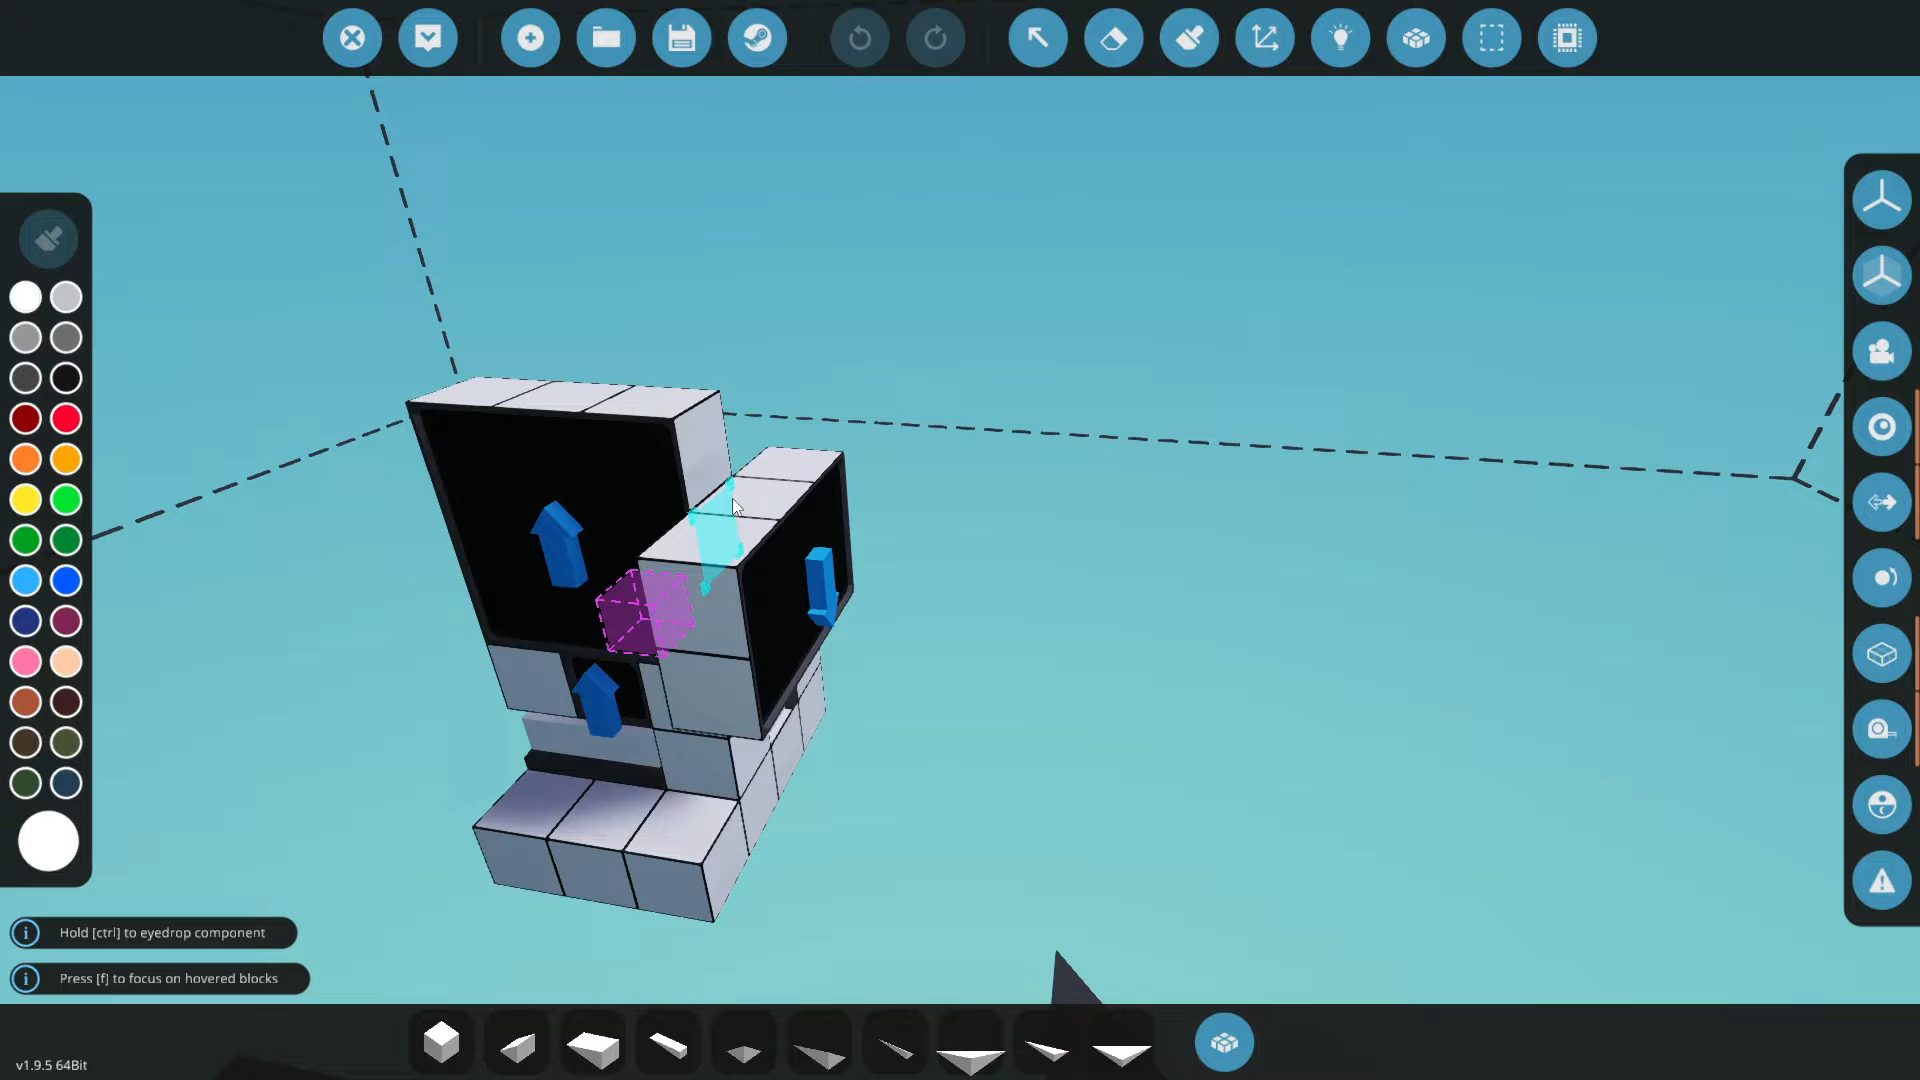 Hold [ctrl] to eyedrop component
Press [f] to focus on hovered blocks
v1.9.5 64Bit